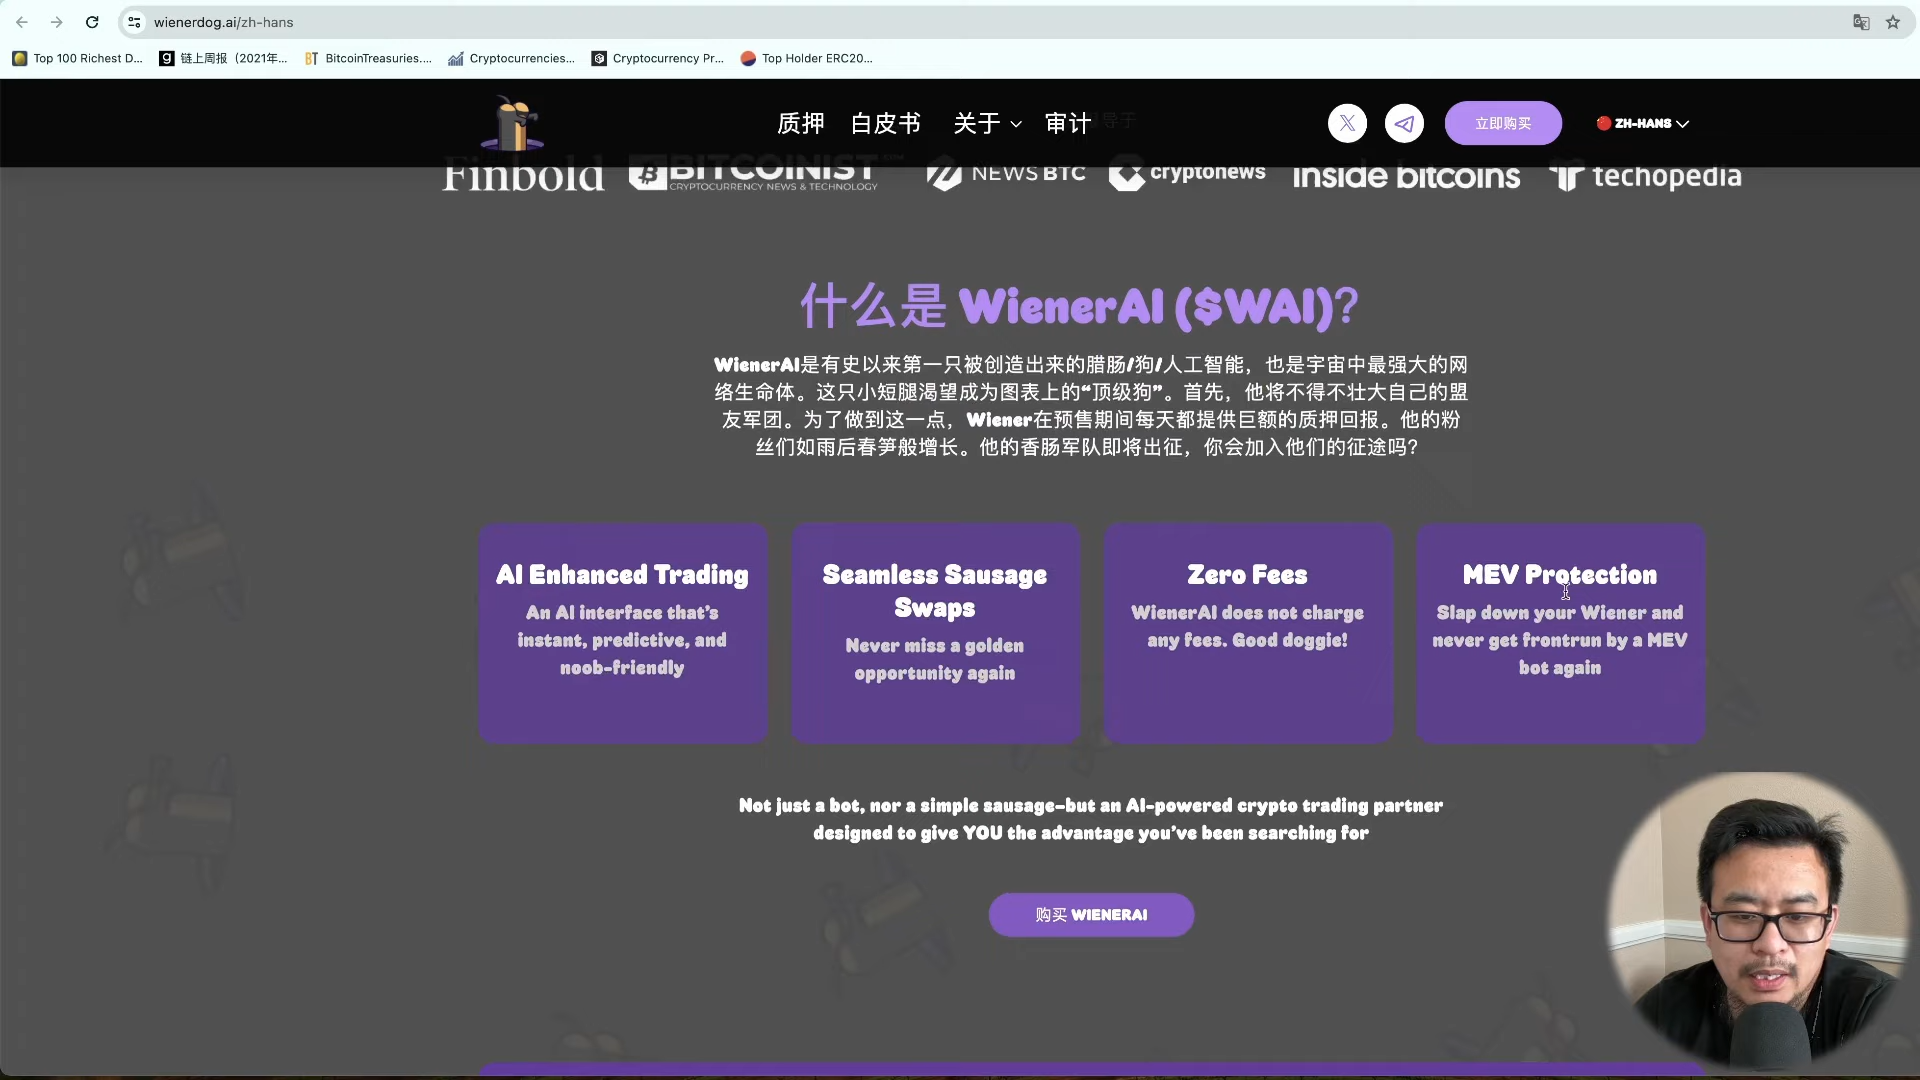 wienerdog.ai/zh-hans
Top 100 Richest D...
链上周报（2021年...
BitcoinTreasuries....
Cryptocurrencies...
Cryptocurrency Pr...
Top Holder ERC20...
质押 白皮书 关于 审计
立即购买
ZH-HANS
Finbold
BITCOINIST
CRYPTOCURRENCY NEWS & TECHNOLOGY
NEWS BTC
cryptonews
inside bitcoins
techopedia
什么是 WienerAI ($WAI)?
WienerAI是有史以来第一只被创造出来的腊肠/狗/人工智能，也是宇宙中最强大的网
络生命体。这只小短腿渴望成为图表上的“顶级狗”。首先，他将不得不壮大自己的盟
友军团。为了做到这一点，Wiener在预售期间每天都提供巨额的质押回报。他的粉
丝们如雨后春笋般增长。他的香肠军队即将出征，你会加入他们的征途吗？
AI Enhanced Trading
An AI interface that's
instant, predictive, and
noob-friendly
Seamless Sausage
Swaps
Never miss a golden
opportunity again
Zero Fees
WienerAI does not charge
any fees. Good doggie!
MEV Protection
Slap down your Wiener and
never get frontrun by a MEV
bot again
Not just a bot, nor a simple sausage–but an AI-powered crypto trading partner
designed to give YOU the advantage you've been searching for
购买 WIENERAI